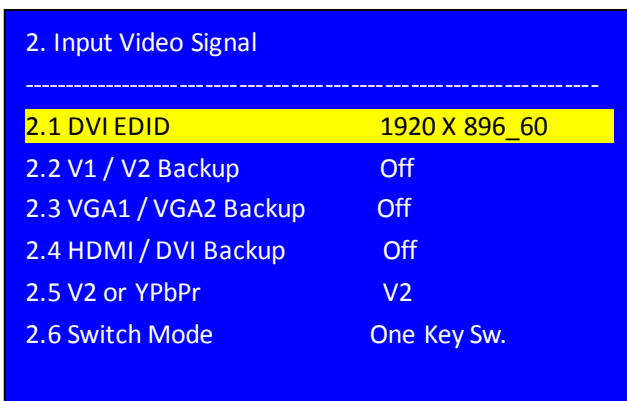 2. Input Video Signal
----------------------------------------------------------------------
2.1 DVI EDID 1920 X 896_60
2.2 V1 / V2 Backup Off
2.3 VGA1 / VGA2 Backup Off
2.4 HDMI / DVI Backup Off
2.5 V2 or YPbPr V2
2.6 Switch Mode One Key Sw.